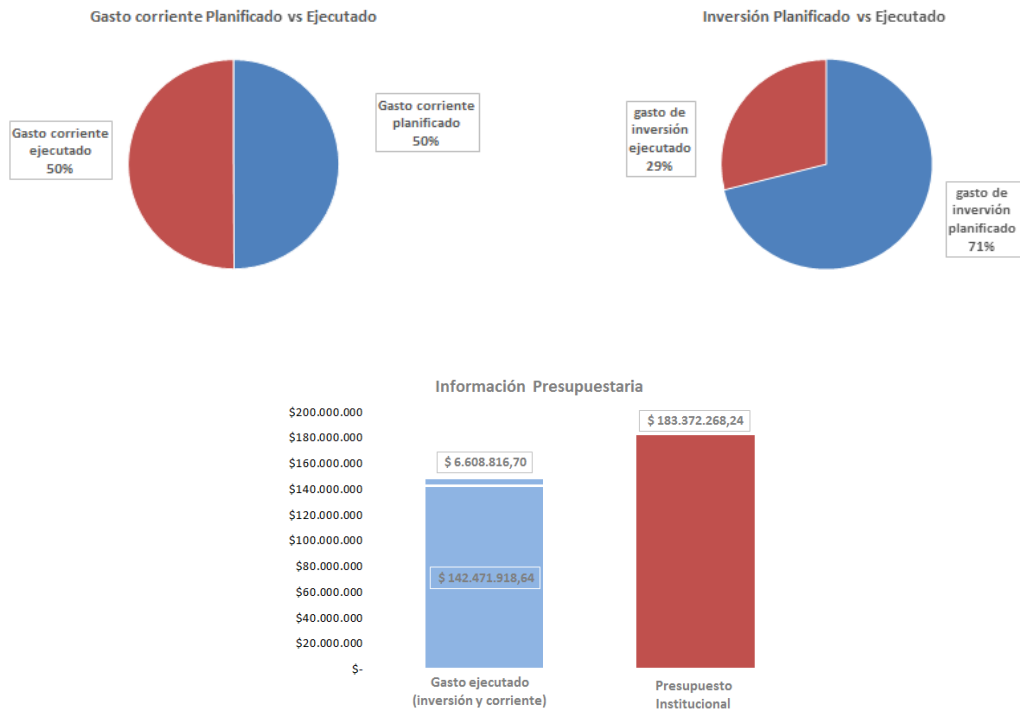 Gasto corriente Planificado vs Ejecutado
Gasto corriente
ejecutado
50%
Gasto corriente
planificado
50%
Inversión Planificado vs Ejecutado
gasto de
inversión
ejecutado
29%
gasto de
invervión
planificado
71%
Información Presupuestaria
$200.000.000
$180.000.000
$160.000.000
$140.000.000
$120.000.000
$100.000.000
$80.000.000
$60.000.000
$40.000.000
$20.000.000
$-
$ 6.608.816,70
$ 142.471.918,64
$ 183.372.268,24
Gasto ejecutado
(inversión y corriente)
Presupuesto
Institucional